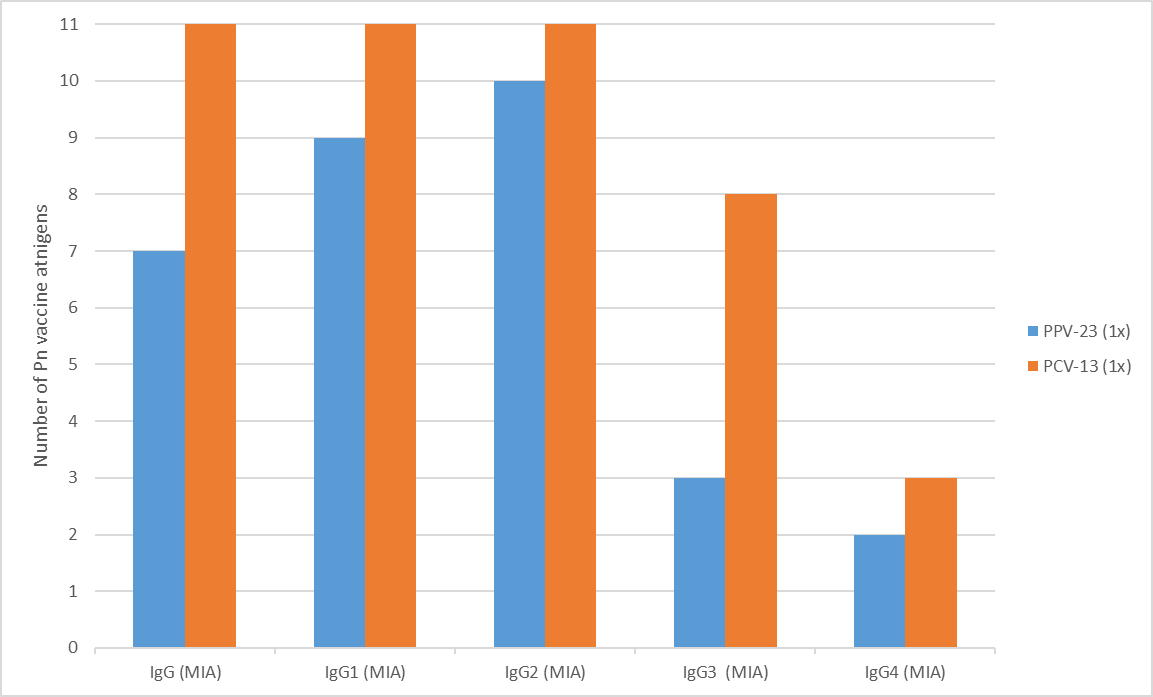 11
10
9
8
7
6
5
4
3
2
1
0
Number of Pn vaccine atnigens
IgG (MIA)
IgG1 (MIA)
IgG2 (MIA)
IgG3 (MIA)
IgG4 (MIA)
PPV-23 (1x)
PCV-13 (1x)